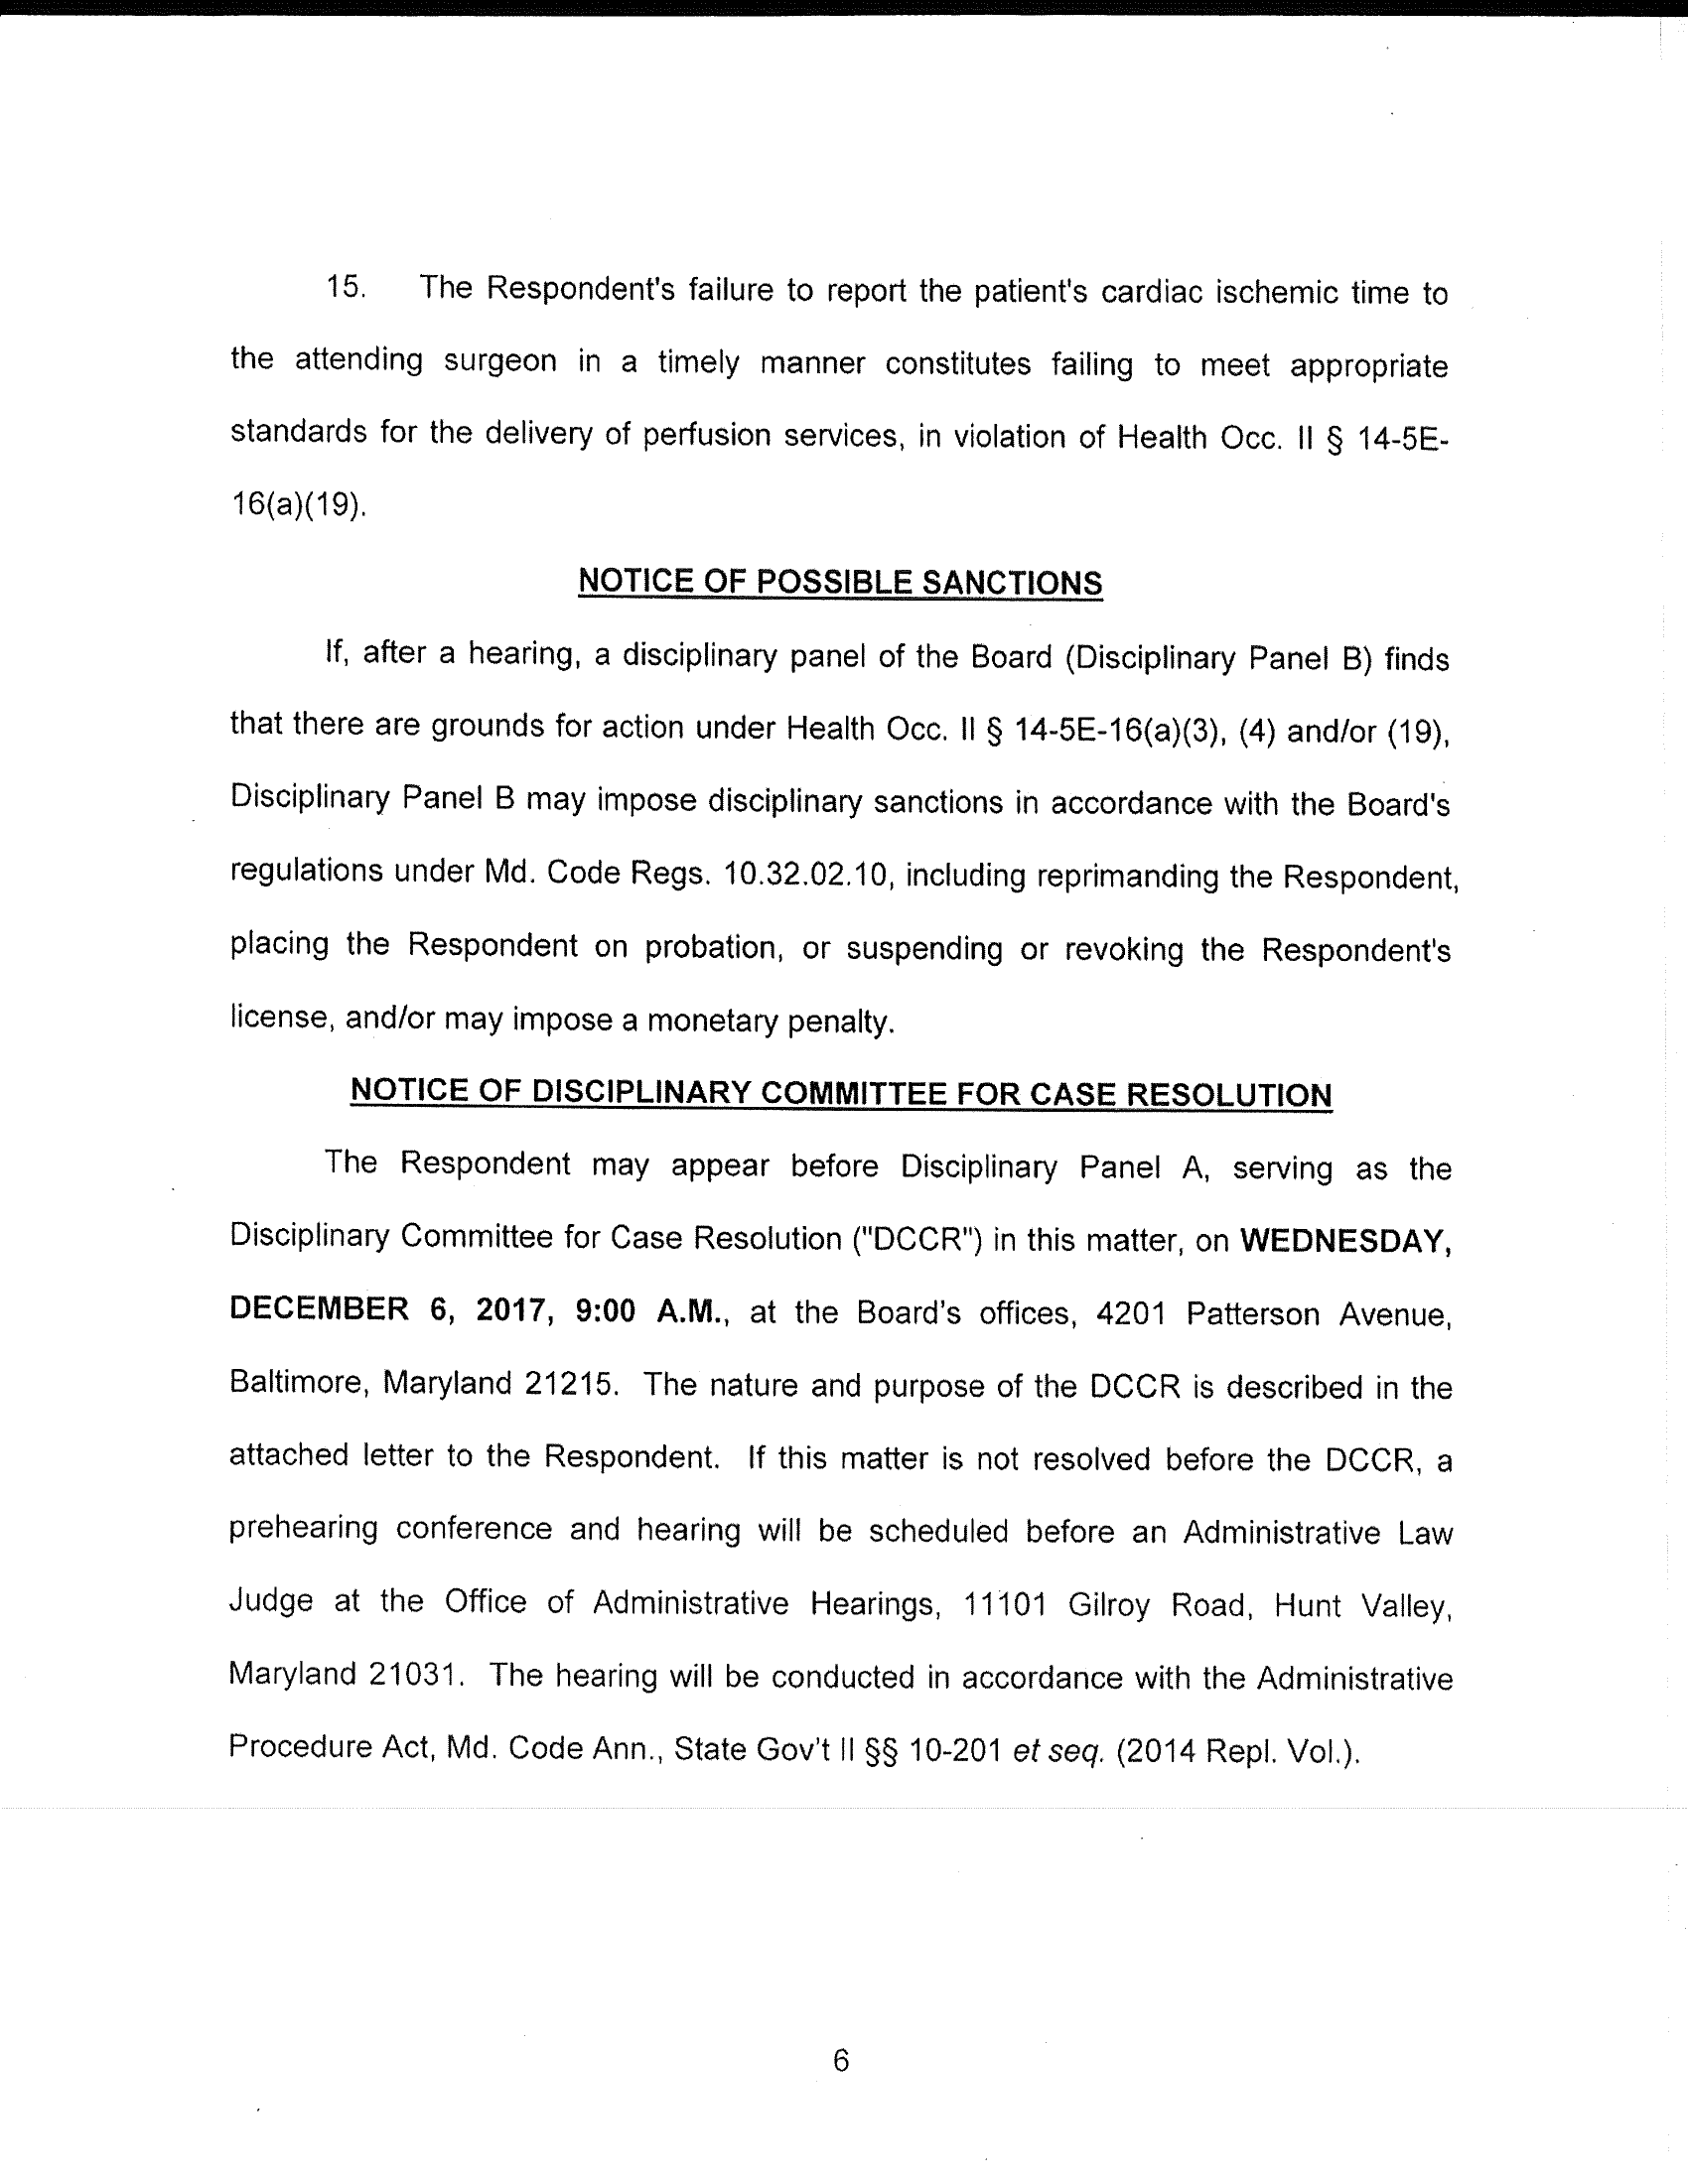 15. The Respondent's failure to report the patient's cardiac ischemic time to
the attending surgeon in a timely manner constitutes failing to meet appropriate
standards for the delivery of perfusion services, in violation of Health Occ. II § 14-5E-
16(a)(19).
NOTICE OF POSSIBLE SANCTIONS
If, after a hearing, a disciplinary panel of the Board (Disciplinary Panel B) finds
that there are grounds for action under Health Occ. II § 14-5E-16(a)(3), (4) and/or (19),
Disciplinary Panel B may impose disciplinary sanctions in accordance with the Board's
regulations under Md. Code Regs. 10.32.02.10, including reprimanding the Respondent,
placing the Respondent on probation, or suspending or revoking the Respondent's
license, and/or may impose a monetary penalty.
NOTICE OF DISCIPLINARY COMMITTEE FOR CASE RESOLUTION
The Respondent may appear before Disciplinary Panel A, serving as the
Disciplinary Committee for Case Resolution ("DCCR") in this matter, on WEDNESDAY,
DECEMBER 6, 2017, 9:00 A.M., at the Board's offices, 4201 Patterson Avenue,
Baltimore, Maryland 21215. The nature and purpose of the DCCR is described in the
attached letter to the Respondent. If this matter is not resolved before the DCCR, a
prehearing conference and hearing will be scheduled before an Administrative Law
Judge at the Office of Administrative Hearings, 11101 Gilroy Road, Hunt Valley,
Maryland 21031. The hearing will be conducted in accordance with the Administrative
Procedure Act, Md. Code Ann., State Gov't II §§ 10-201 et seq. (2014 Repl. Vol.).
6